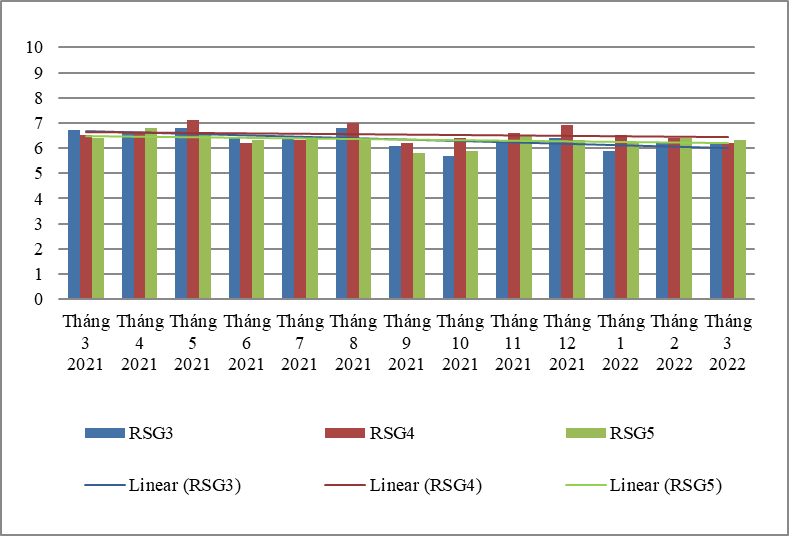 10
9
8
7
6
5
4
3
2
1
0
Tháng Tháng Tháng Tháng Tháng Tháng Tháng Tháng Tháng Tháng Tháng Tháng Tháng
3 4 5 6 7 8 9 10 11 12 1 2 3
2021 2021 2021 2021 2021 2021 2021 2021 2021 2021 2022 2022 2022
RSG3 RSG4 RSG5
Linear (RSG3) Linear (RSG4) Linear (RSG5)